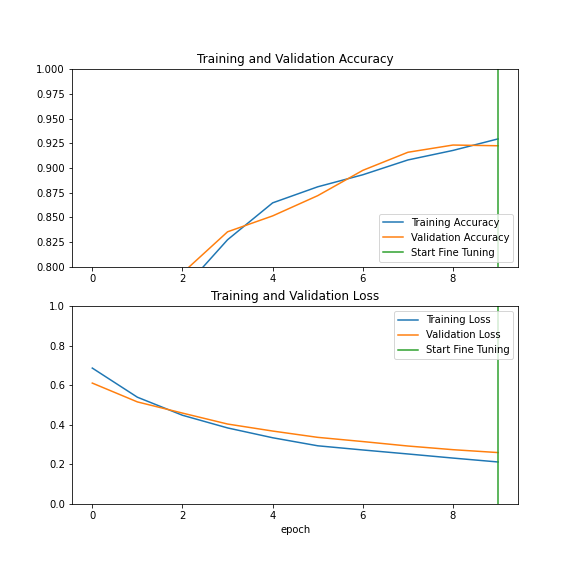 Training and Validation Accuracy
1.000
0.975
0.950
0.925
0.900
0.875
0.850
0.825
0.800
Training Accuracy
Validation Accuracy
Start Fine Tuning
0 2 4 6 8
Training and Validation Loss
1.0
0.8
0.6
0.4
0.2
0.0
Training Loss
Validation Loss
Start Fine Tuning
0 2 4 6 8
epoch